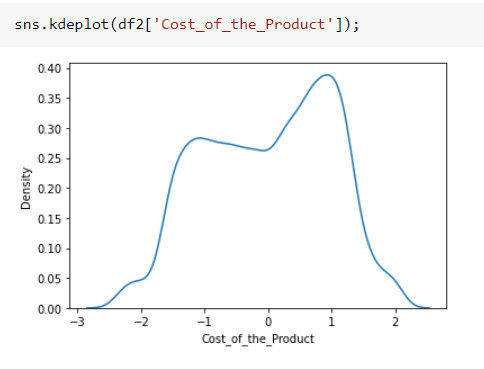 sns.kdeplot(df2['Cost_of_the_Product']);
0.40
0.35
0.30
0.25
0.20
0.15
0.10
0.05
0.00
Density
−3 −2 −1 0 1 2
Cost_of_the_Product